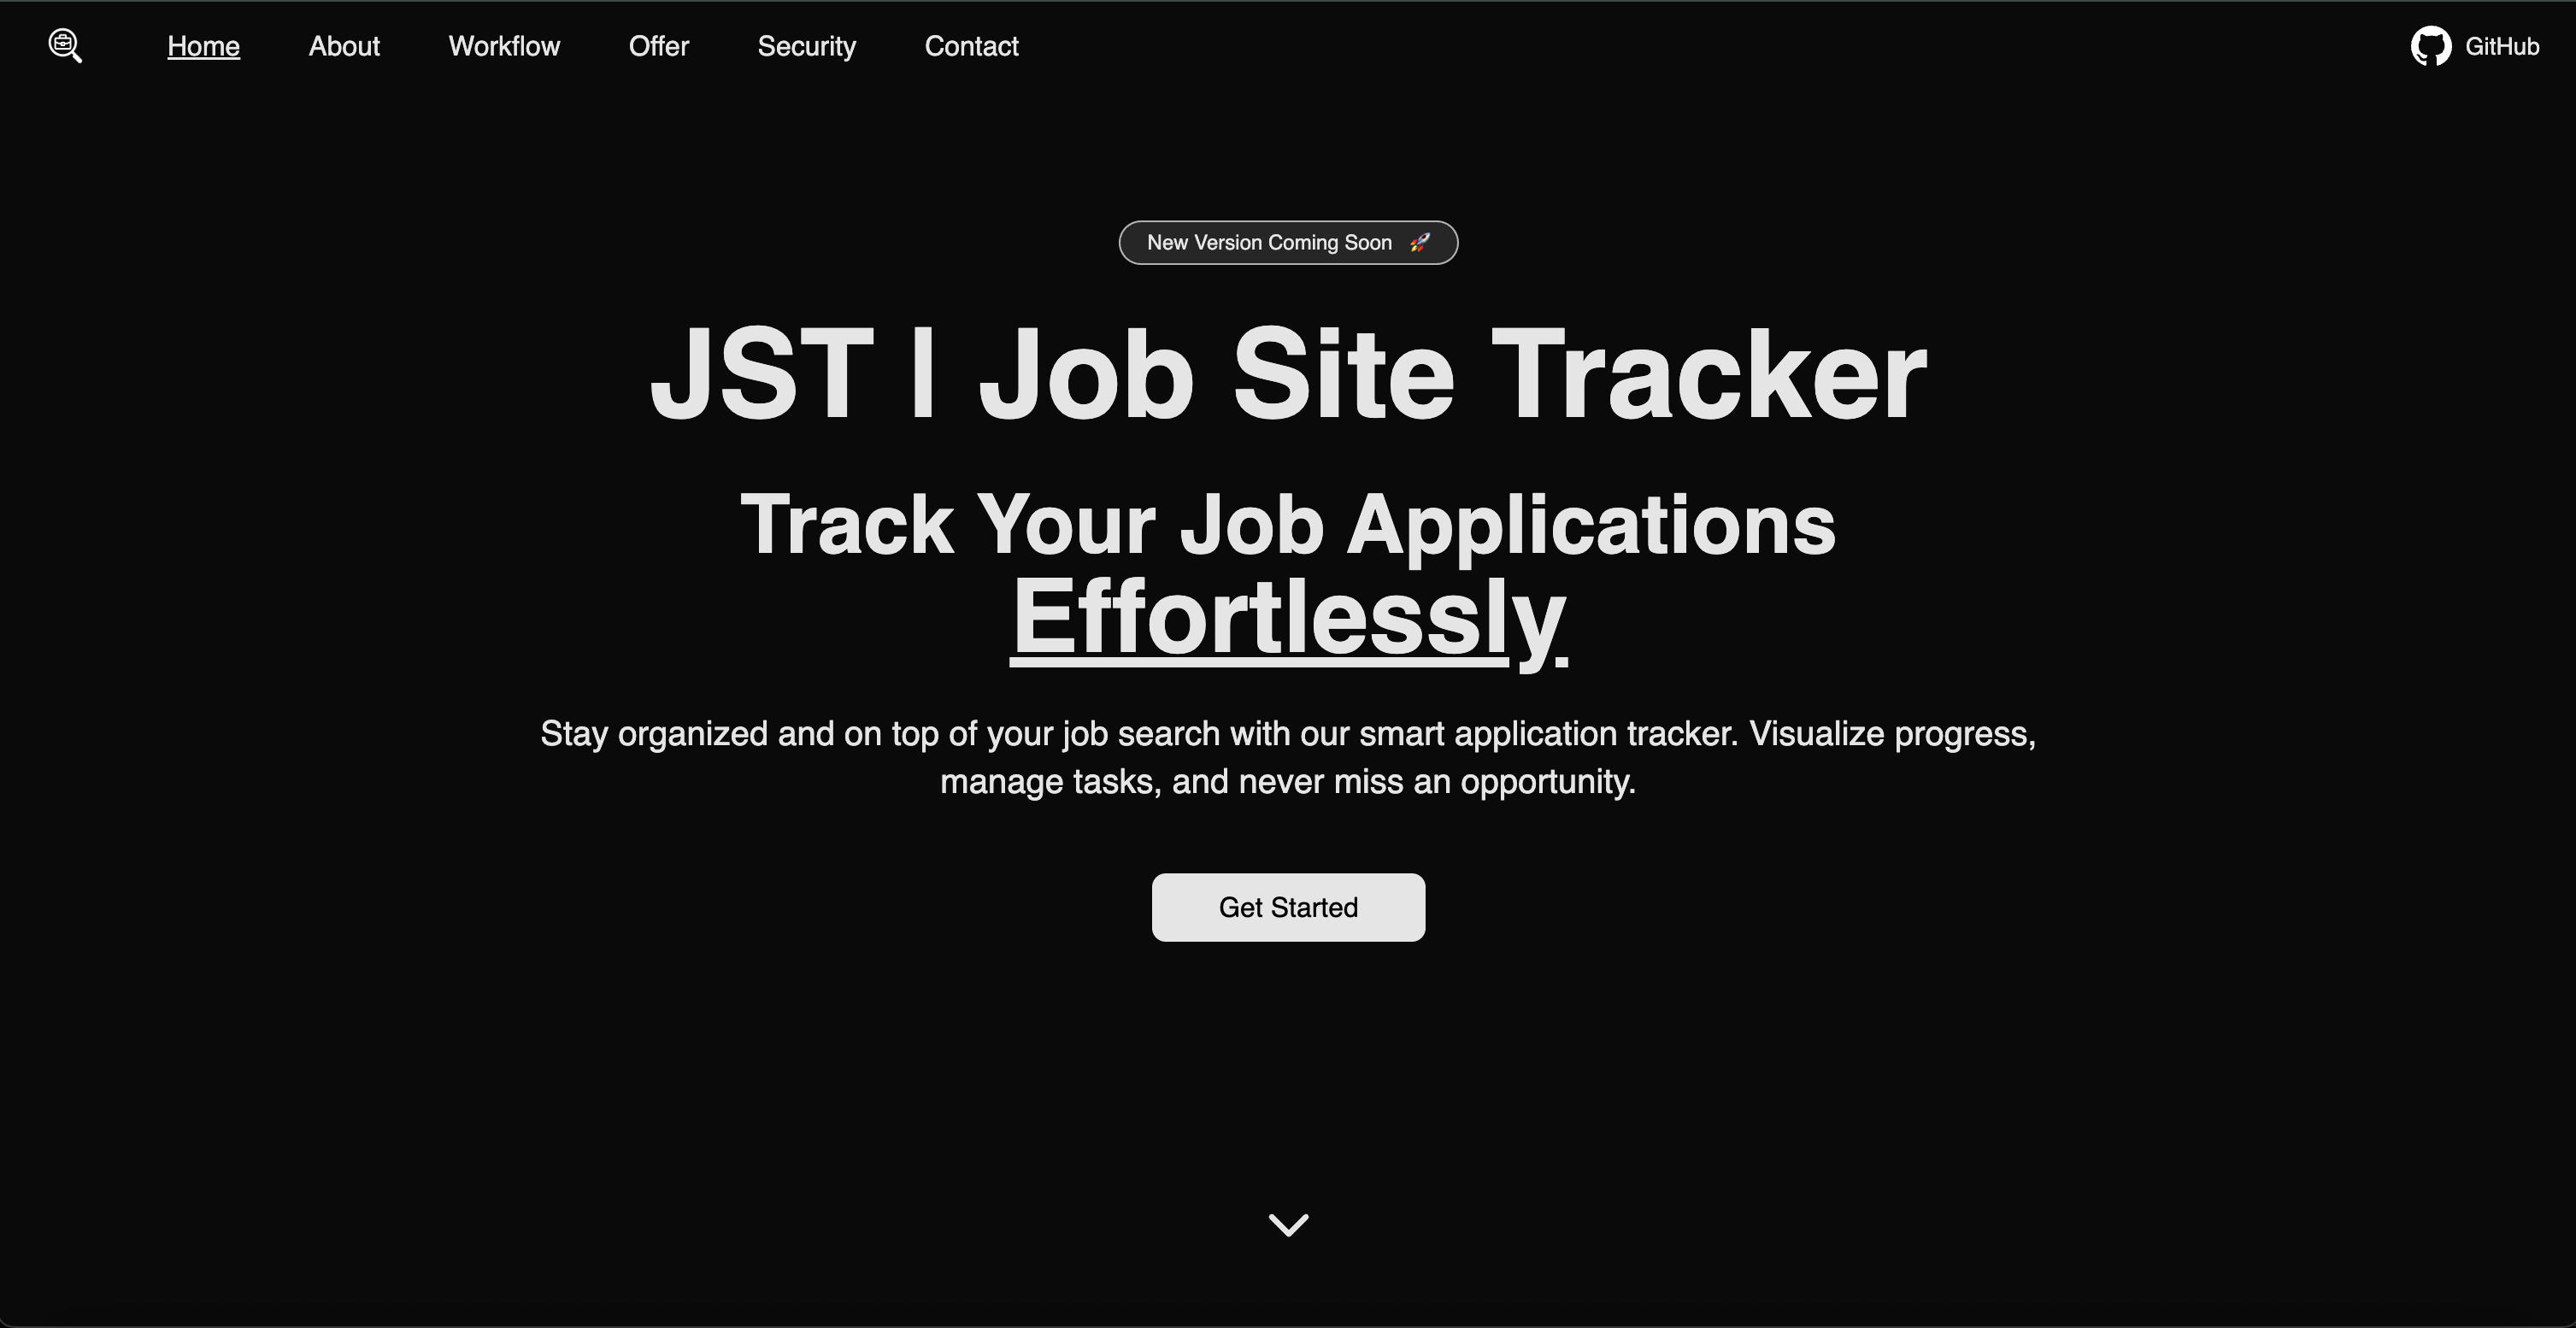 Home About Workflow Offer Security Contact GitHub
New Version Coming Soon 🚀
JST | Job Site Tracker
Track Your Job Applications
Effortlessly
Stay organized and on top of your job search with our smart application tracker. Visualize progress,
manage tasks, and never miss an opportunity.
Get Started